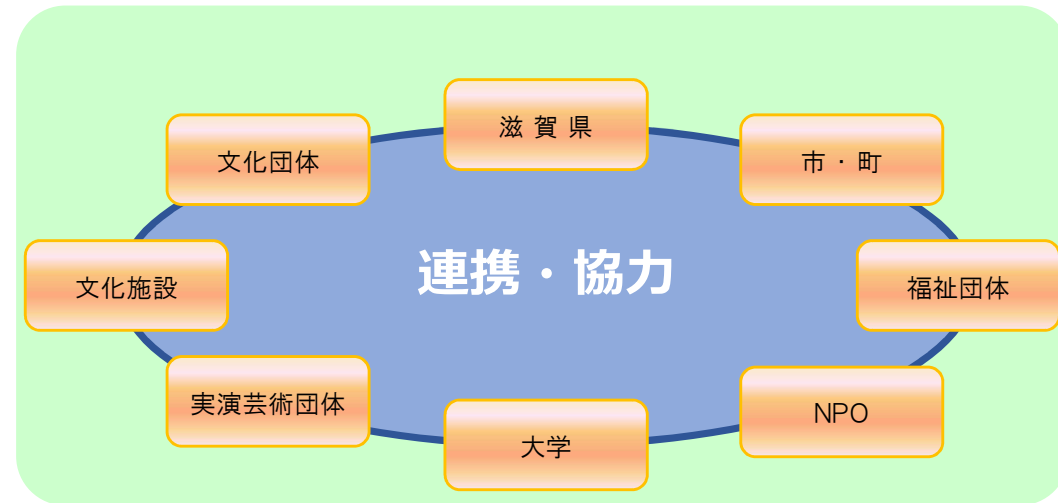 滋賀県
文化団体
市・町
連携・協力
文化施設
福祉団体
実演芸術団体
NPO
大学